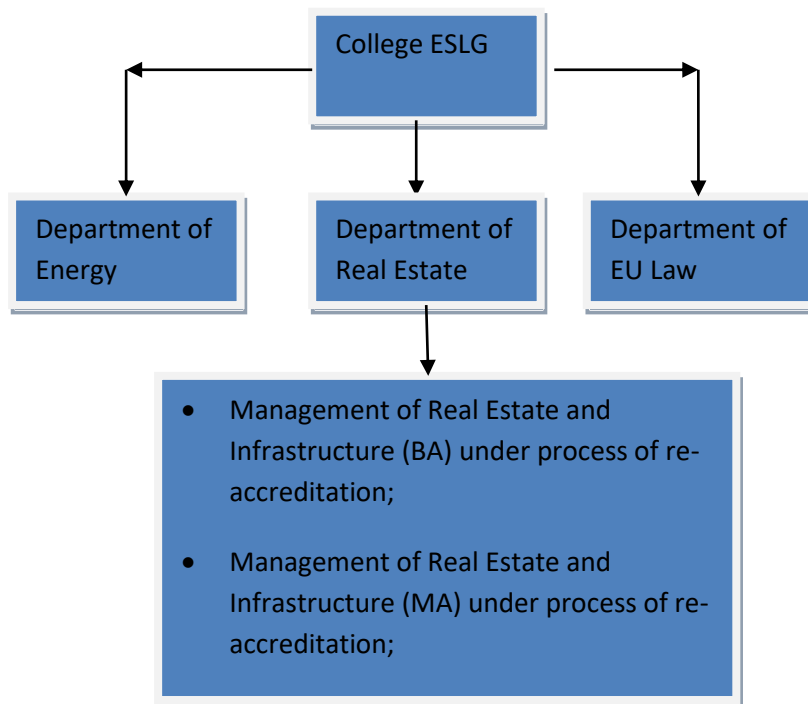 College ESLG
Department of
Energy
Department of
Real Estate
Department of
EU Law
• Management of Real Estate and
Infrastructure (BA) under process of re-
accreditation;
• Management of Real Estate and
Infrastructure (MA) under process of re-
accreditation;